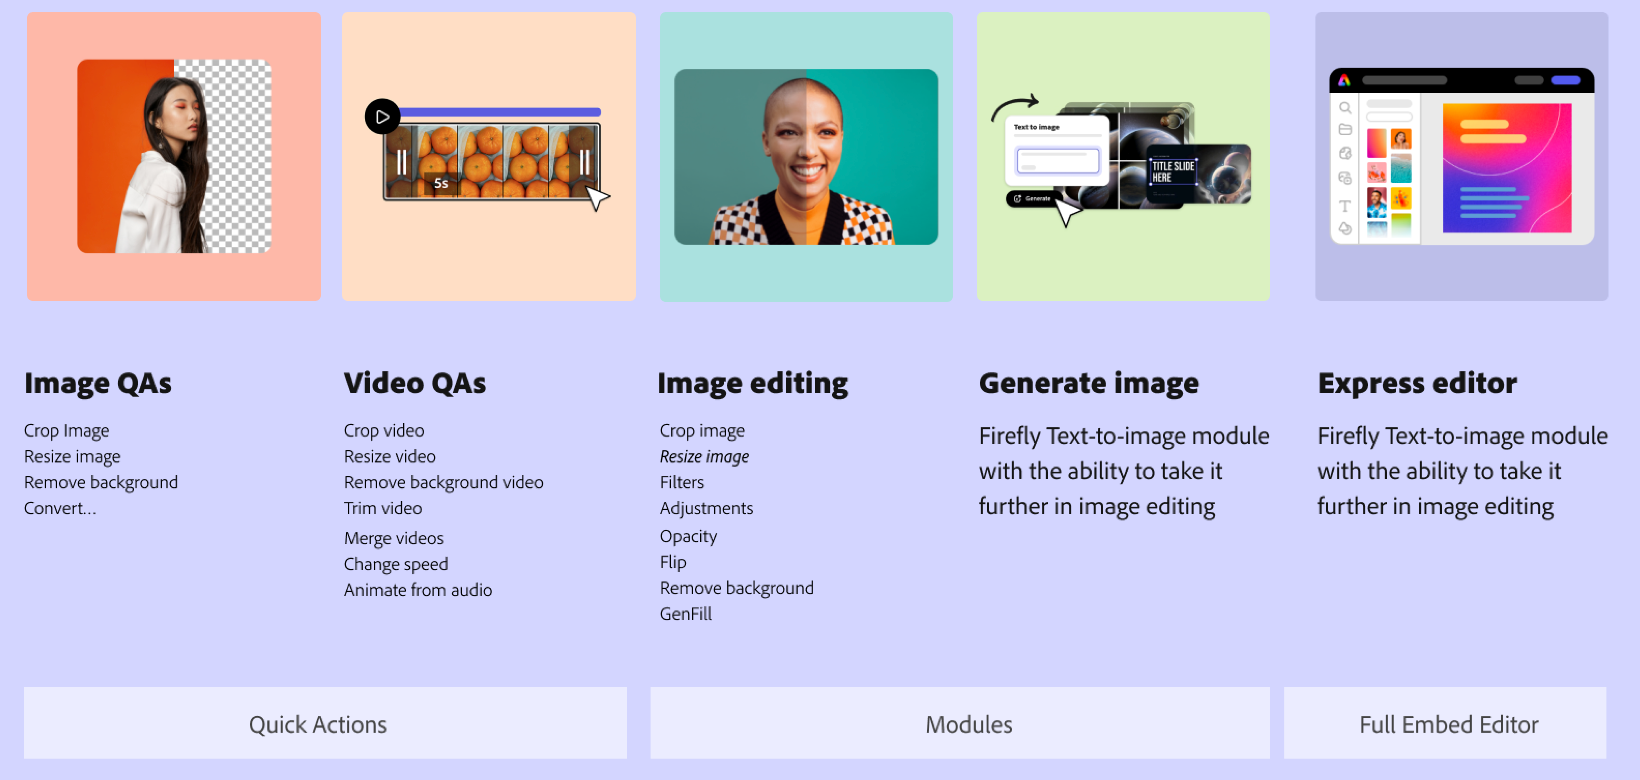 5s
Text to image
Generate
TITLE SLIDE
HERE
Image QAs
Crop Image
Resize image
Remove background
Convert...
Video QAs
Crop video
Resize video
Remove background video
Trim video
Merge videos
Change speed
Animate from audio
Image editing
Crop image
Resize image
Filters
Adjustments
Opacity
Flip
Remove background
GenFill
Generate image
Firefly Text-to-image module
with the ability to take it
further in image editing
Express editor
Firefly Text-to-image module
with the ability to take it
further in image editing
Quick Actions
Modules
Full Embed Editor